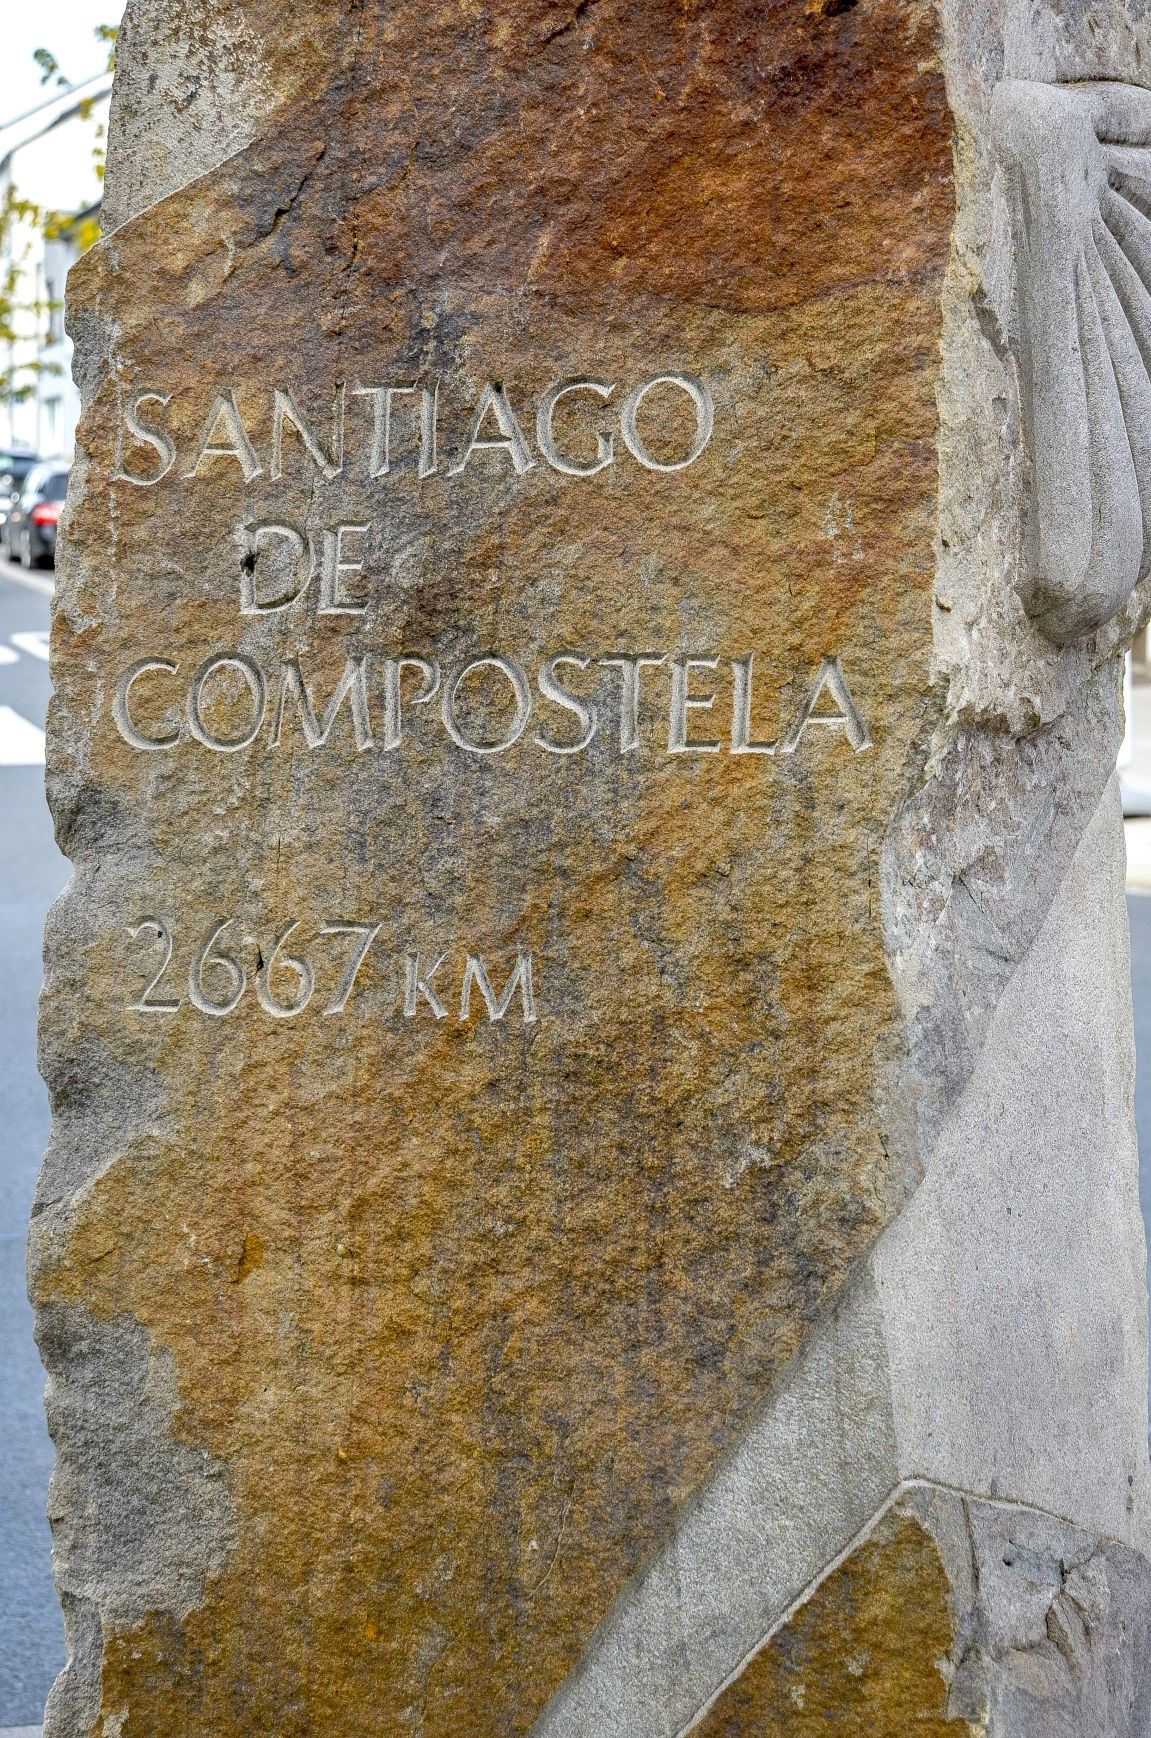 SANTIAGO
DE
COMPOSTELA
2667 KM